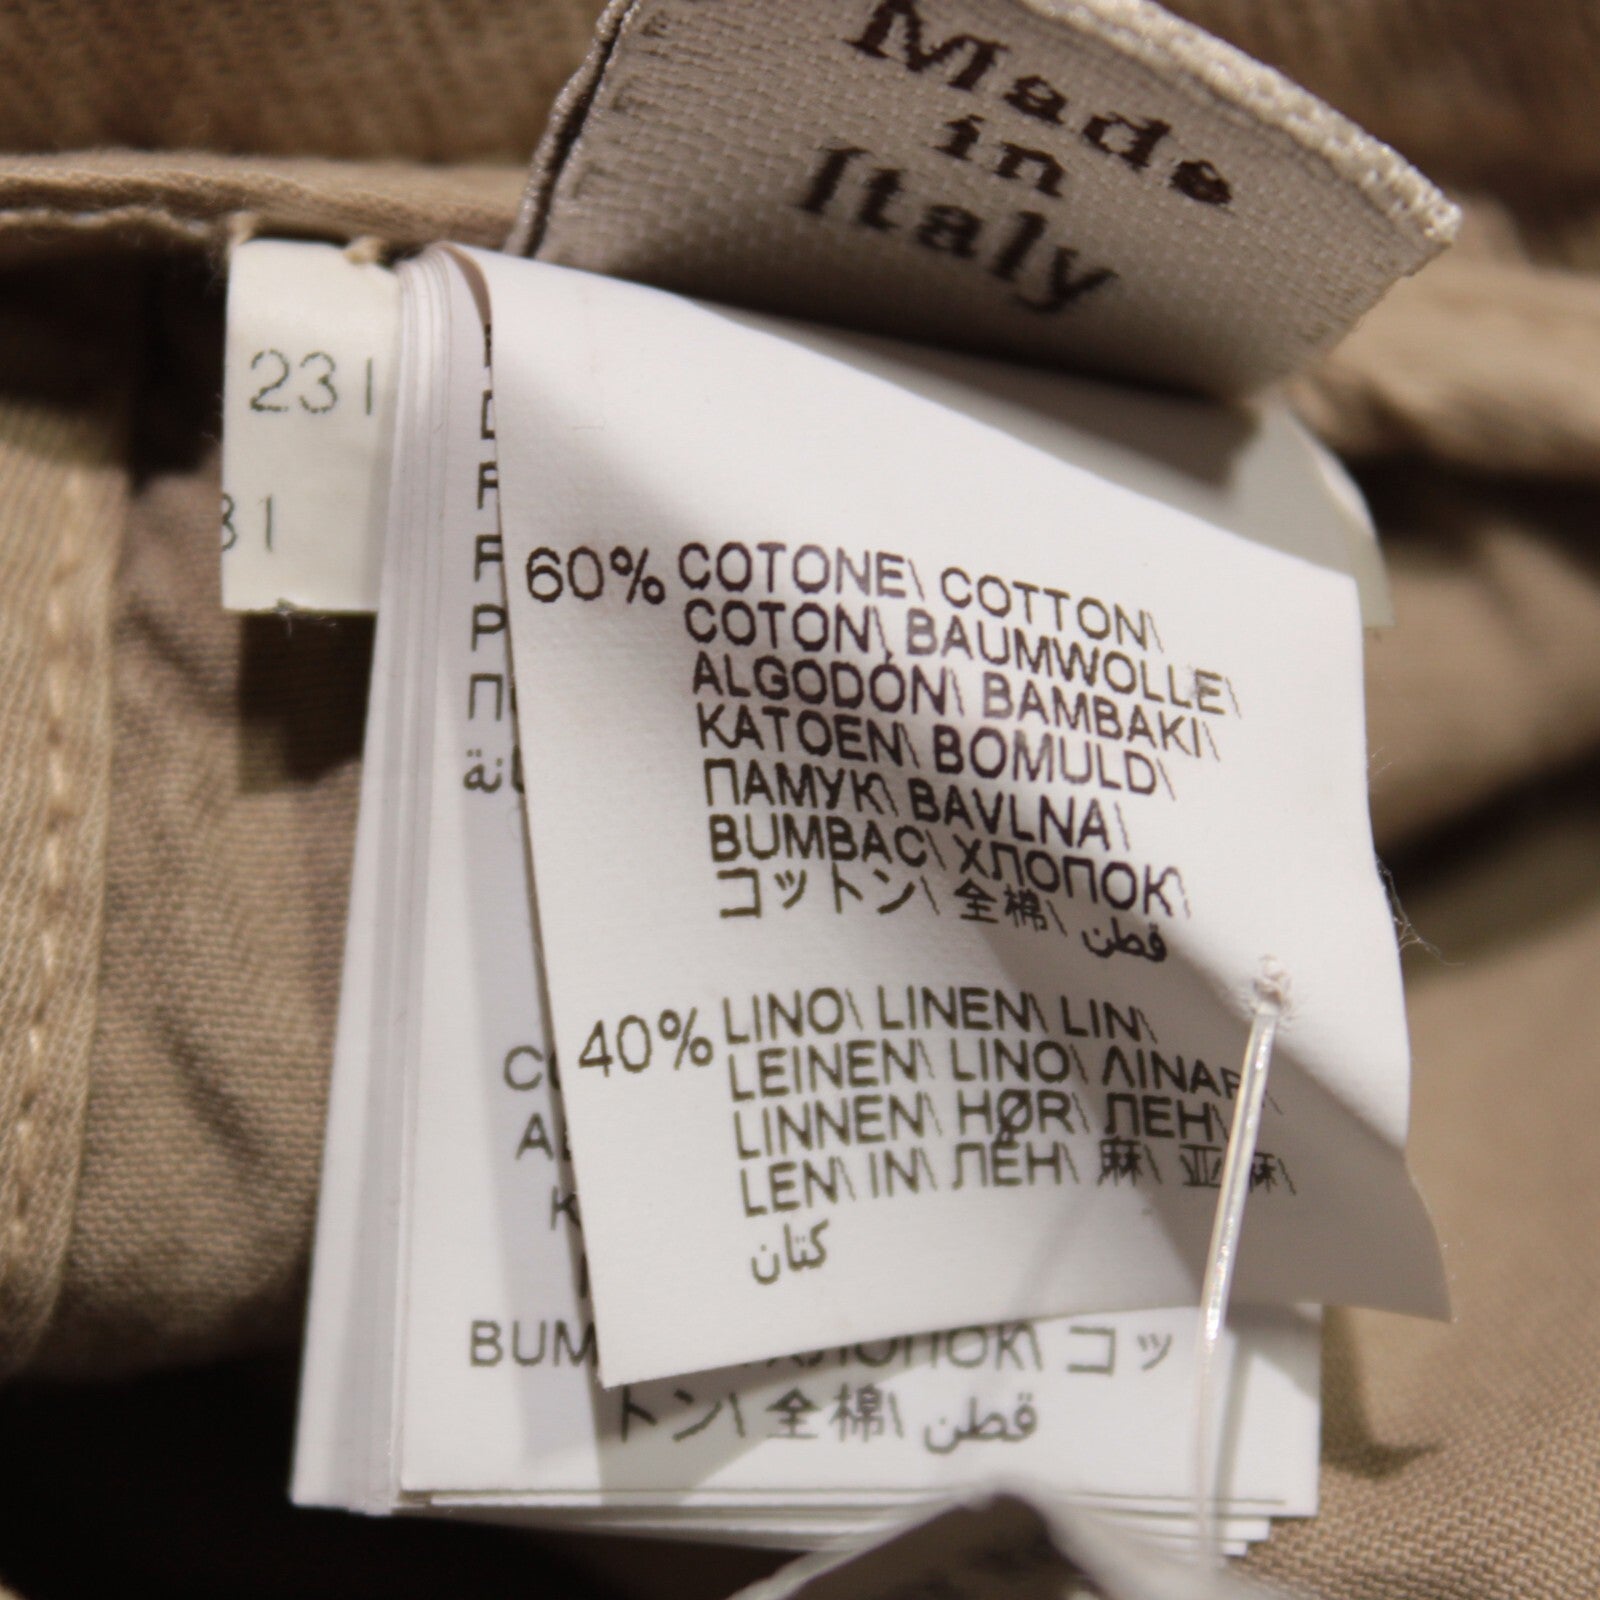 Made
in
Italy
231
31
60% COTONE\ COTTON\
COTON\ BAUMWOLLE\
ALGODÓN\ BAMBAKI\
KATOEN\ BOMULD\
ПАМУК\ BAVLNA\
BUMBAC\ ХЛОПОК\
コットン\ 全棉\ قطن
40% LINO\ LINEN\ LIN\
LEINEN\ LINO\
LINNEN\ HØR\ ЛЕН\
LEN\ IN\ ЛЁН\ 麻\ 亚麻\
كتان
コッ
トン\ 全棉\ قطن